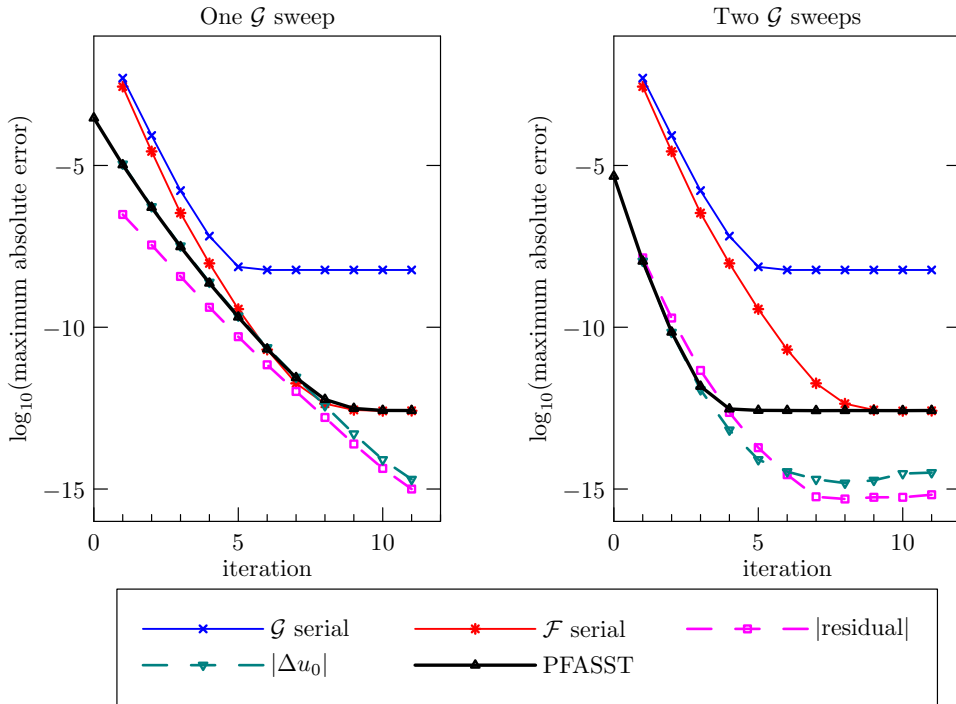 One 𝒢 sweep
Two 𝒢 sweeps
log₁₀(maximum absolute error)
−5
−10
−15
0
5
10
iteration
log₁₀(maximum absolute error)
−5
−10
−15
0
5
10
iteration
𝒢 serial
ℱ serial
|residual|
|Δu₀|
PFASST